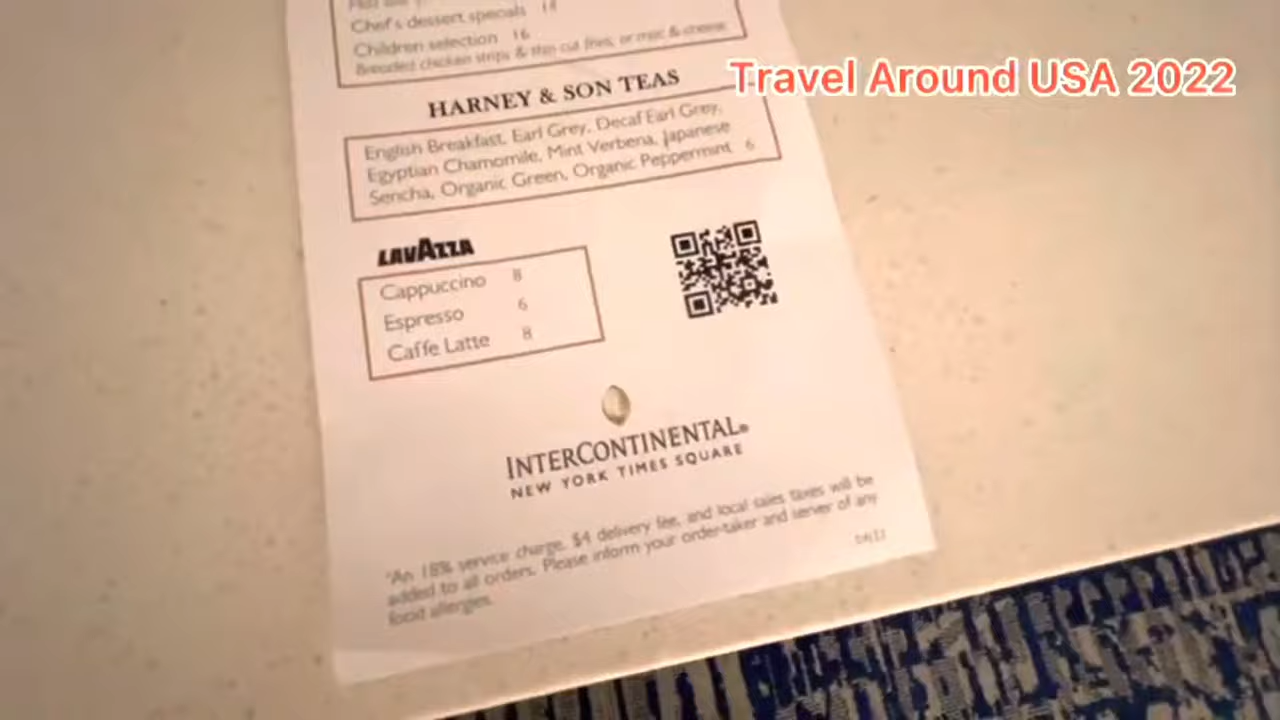 Chef's dessert specials 14
Children selection 16
Breaded chicken strips & thin cut fries, or mac & cheese
Travel Around USA 2022
HARNEY & SON TEAS
English Breakfast, Earl Grey, Decaf Earl Grey,
Egyptian Chamomile, Mint Verbena, Japanese
Sencha, Organic Green, Organic Peppermint 6
LAVAZZA
Cappuccino 8
Espresso 6
Caffe Latte 8
INTERCONTINENTAL®
NEW YORK TIMES SQUARE
*An 18% service charge, $4 delivery fee, and local sales taxes will be
added to all orders. Please inform your order-taker and server of any
food allergies.